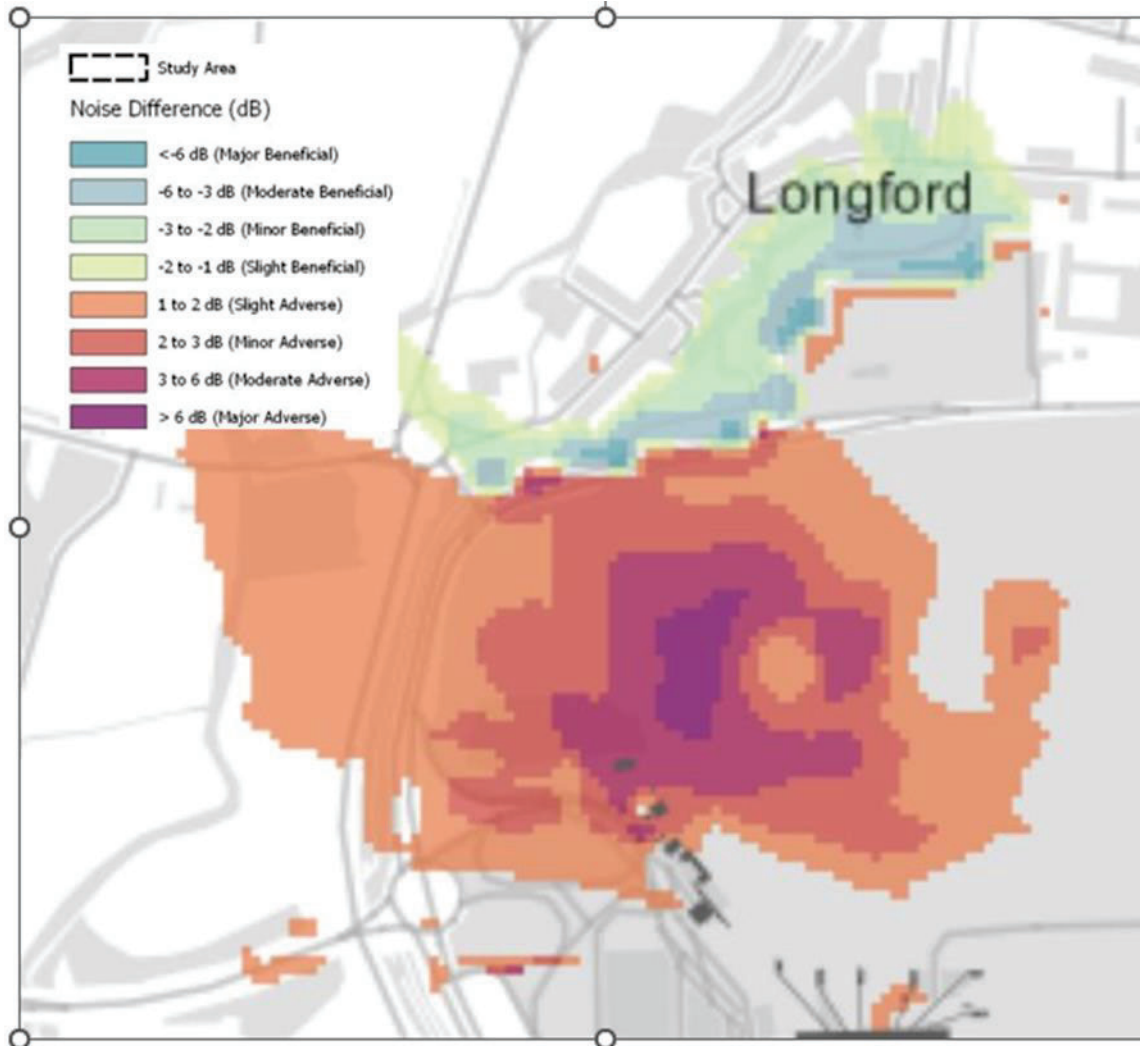 Study Area
Noise Difference (dB)
<-6 dB (Major Beneficial)
-6 to -3 dB (Moderate Beneficial)
-3 to -2 dB (Minor Beneficial)
-2 to -1 dB (Slight Beneficial)
1 to 2 dB (Slight Adverse)
2 to 3 dB (Minor Adverse)
3 to 6 dB (Moderate Adverse)
> 6 dB (Major Adverse)
Longford